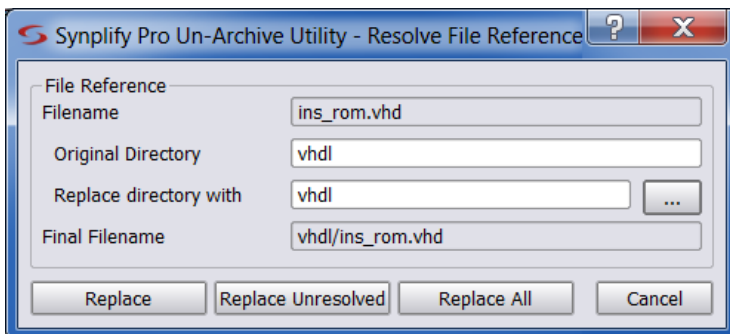 Synplify Pro Un-Archive Utility - Resolve File Reference
File Reference
Filename ins_rom.vhd
Original Directory vhdl
Replace directory with vhdl ...
Final Filename vhdl/ins_rom.vhd
Replace Replace Unresolved Replace All Cancel